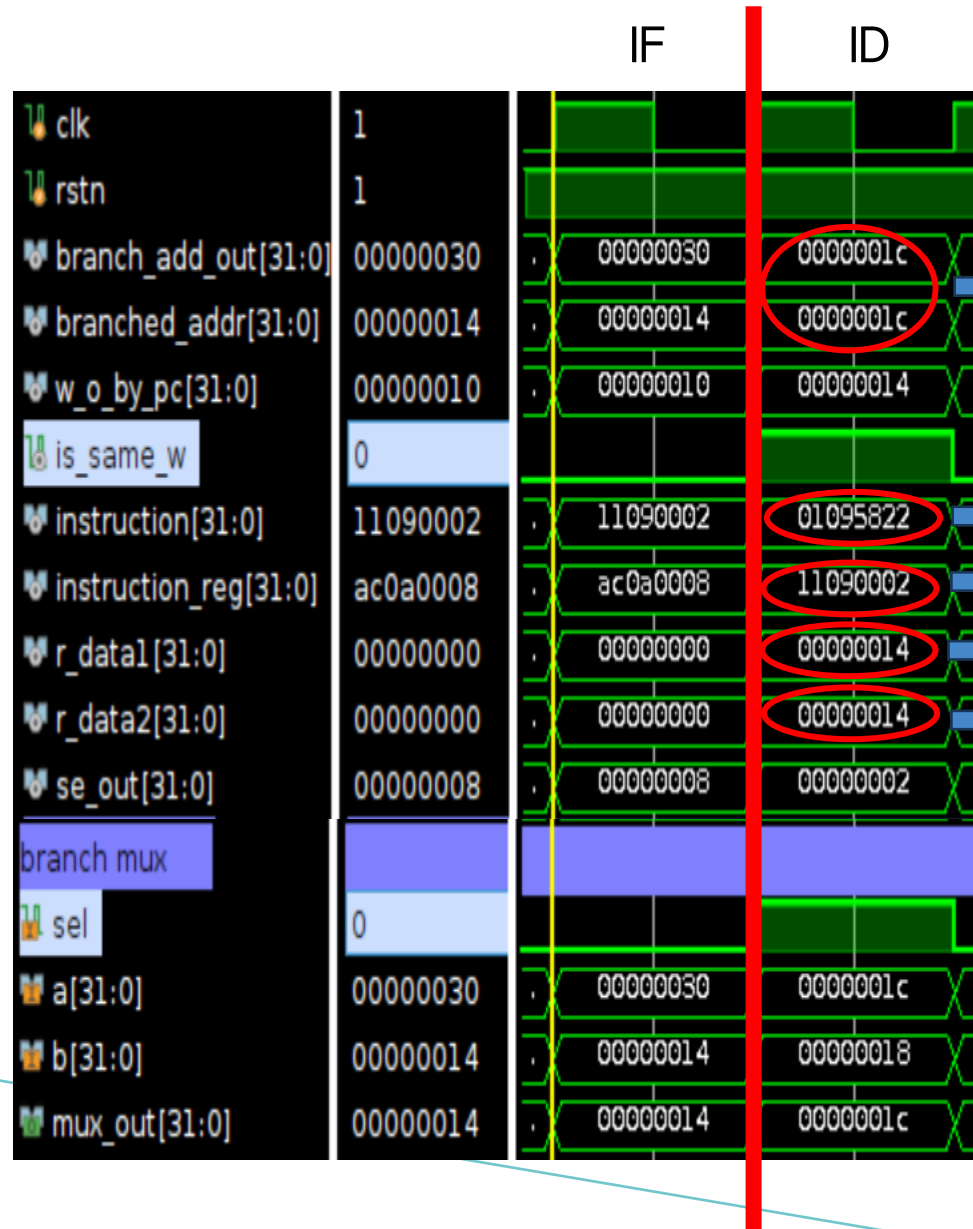 IF ID
clk 1
rstn 1
branch_add_out[31:0] 00000030 . 00000030 0000001c
branched_addr[31:0] 00000014 . 00000014 0000001c
w_o_by_pc[31:0] 00000010 . 00000010 00000014
is_same_w 0
instruction[31:0] 11090002 . 11090002 01095822
instruction_reg[31:0] ac0a0008 . ac0a0008 11090002
r_data1[31:0] 00000000 . 00000000 00000014
r_data2[31:0] 00000000 . 00000000 00000014
se_out[31:0] 00000008 . 00000008 00000002
branch mux
sel 0
a[31:0] 00000030 . 00000030 0000001c
b[31:0] 00000014 . 00000014 00000018
mux_out[31:0] 00000014 . 00000014 0000001c